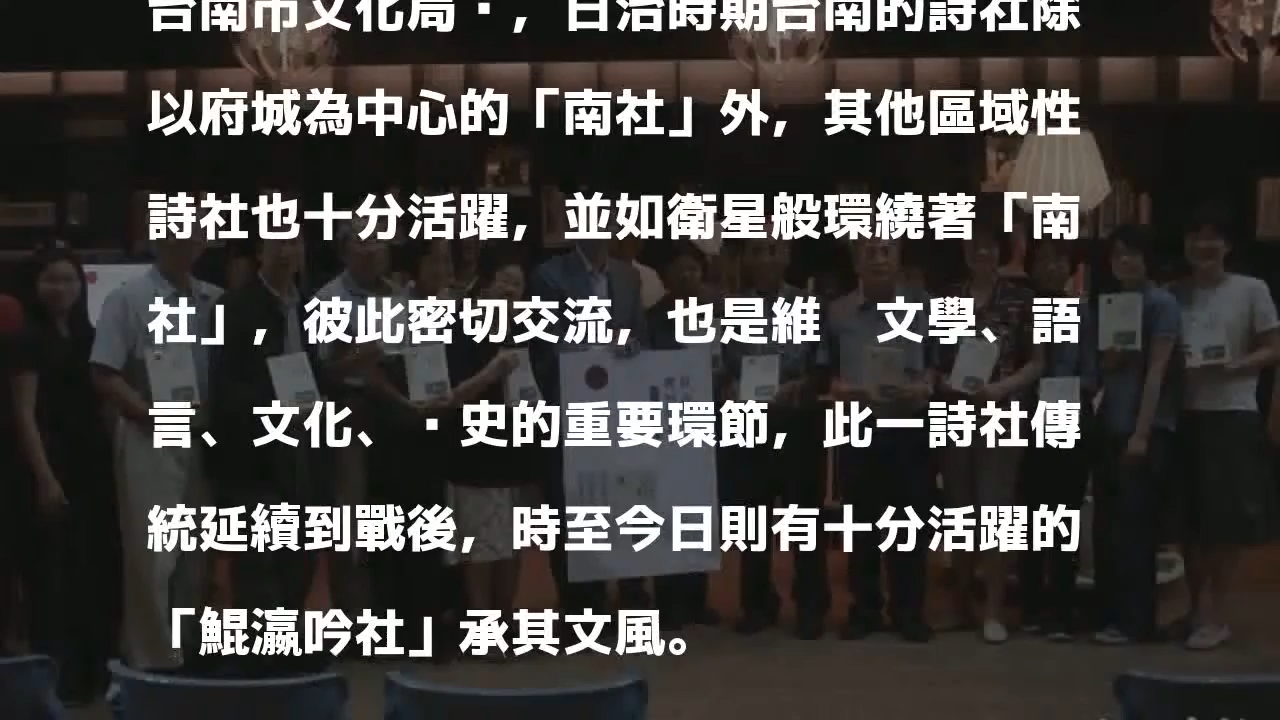 台南市文化局·，日治時期台南的詩社除
以府城為中心的「南社」外，其他區域性
詩社也十分活躍，並如衛星般環繞著「南
社」，彼此密切交流，也是維　文學、語
言、文化、·史的重要環節，此一詩社傳
統延續到戰後，時至今日則有十分活躍的
「鯤瀛吟社」承其文風。